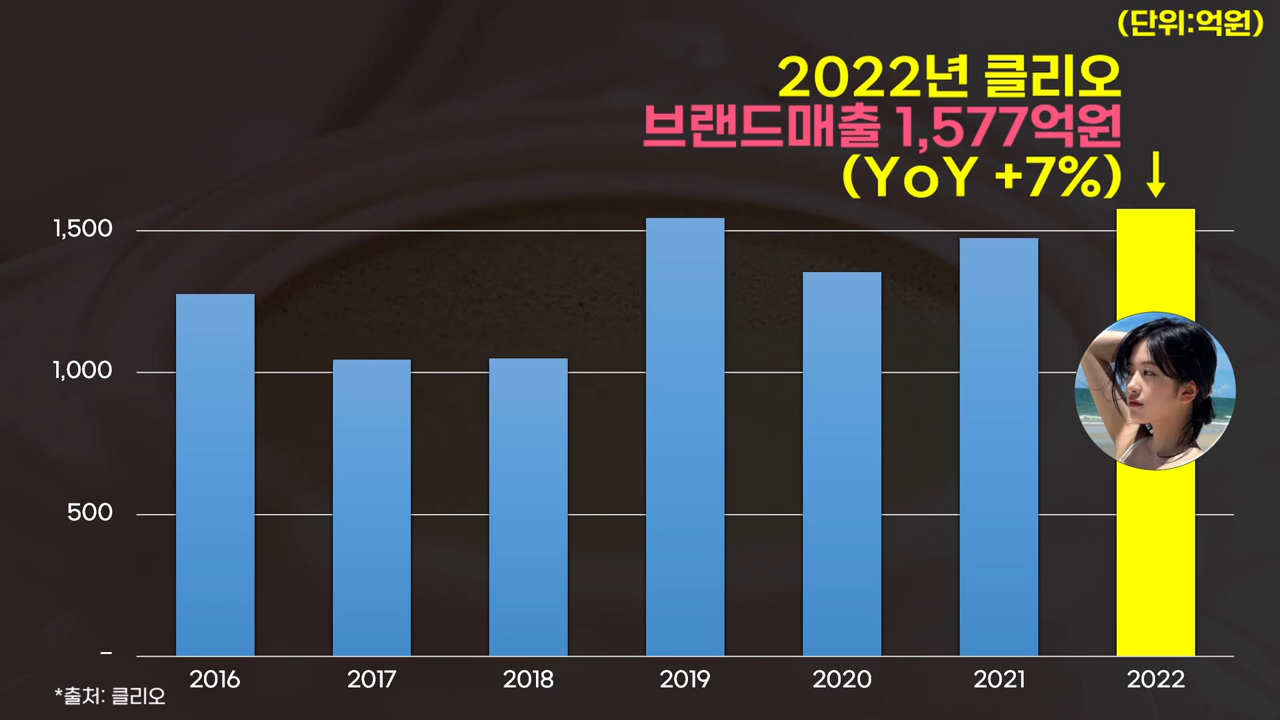 (단위:억원)
2022년 클리오
브랜드매출 1,577억원
(YoY +7%) ↓
1,500
1,000
500
–
2016 2017 2018 2019 2020 2021 2022
*출처: 클리오